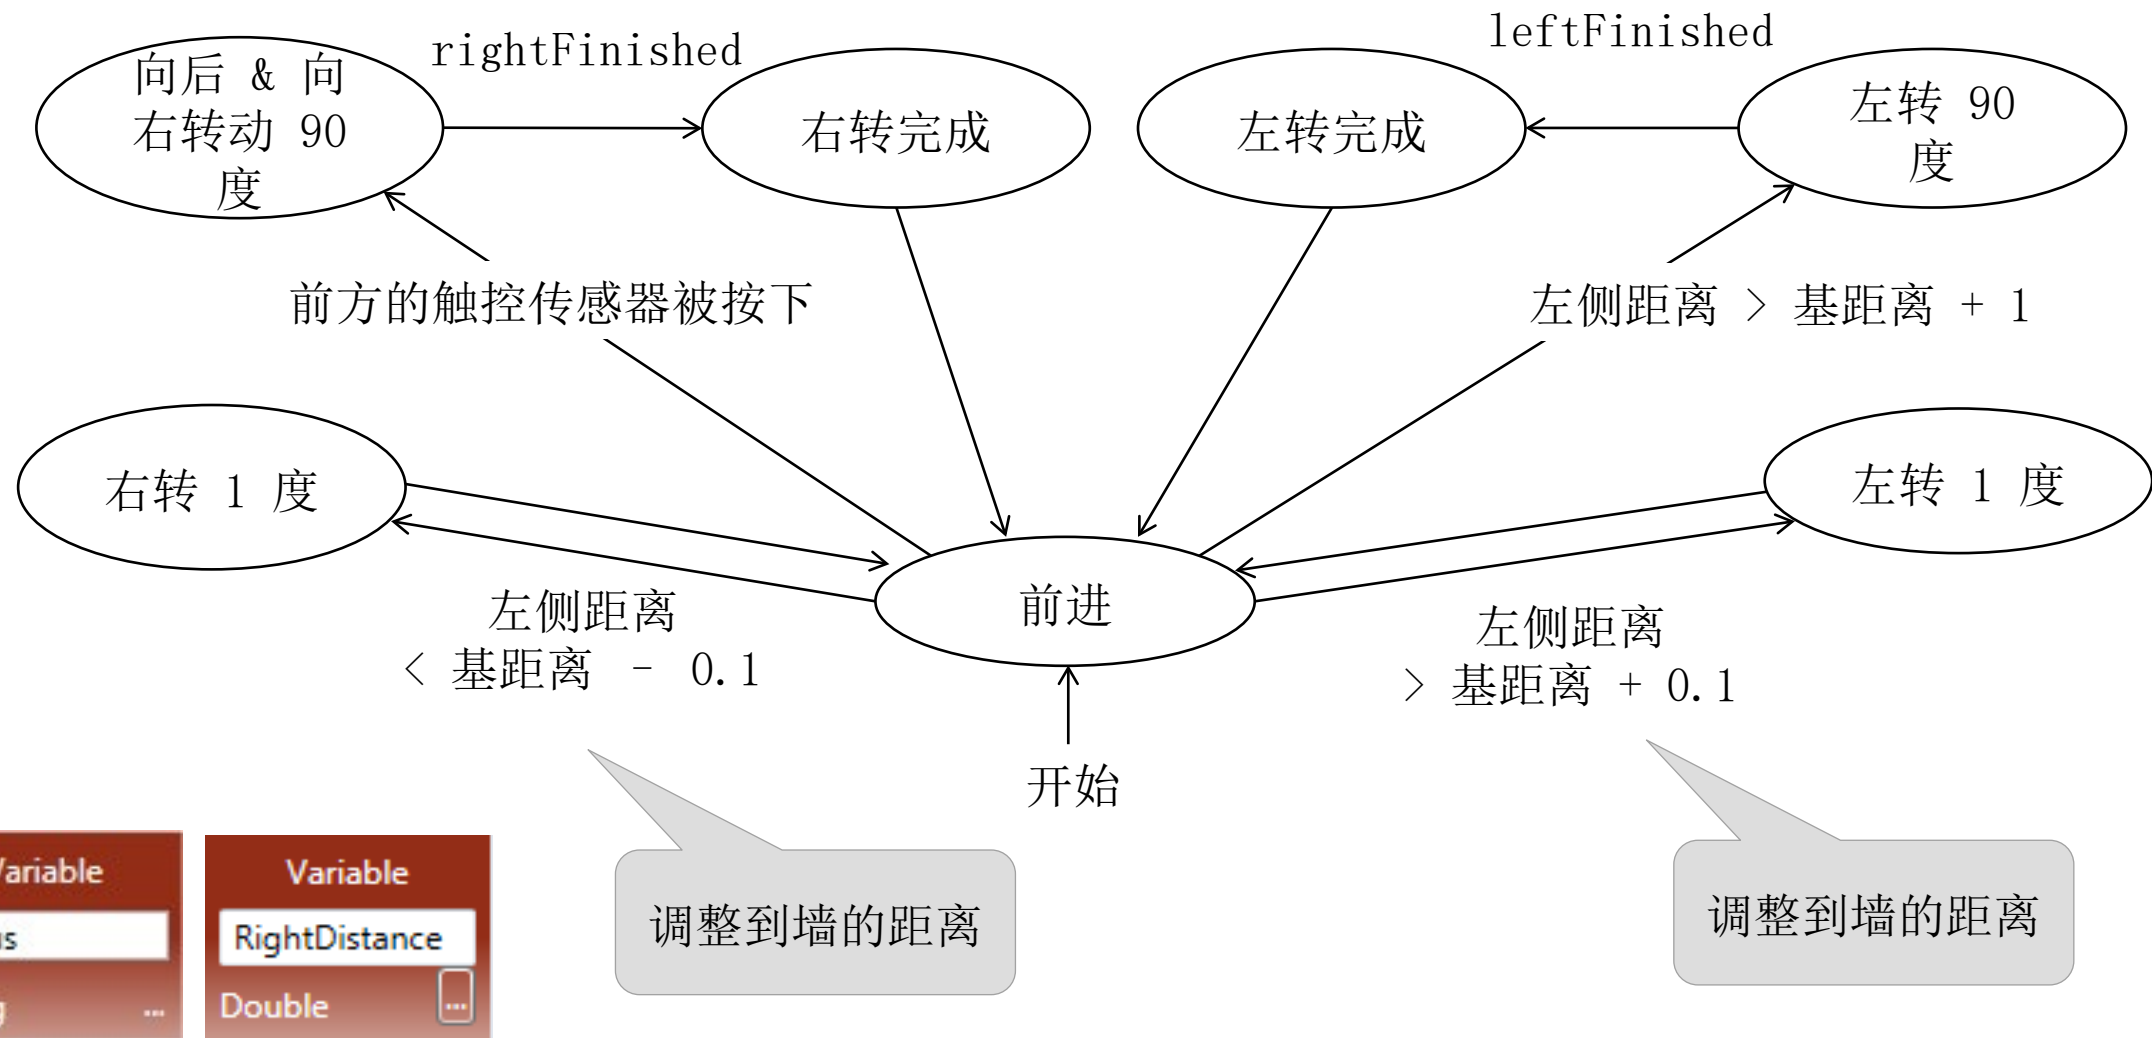 rightFinished
leftFinished
向后 & 向
右转动 90
度
右转完成
左转完成
左转 90
度
前方的触控传感器被按下
左侧距离 > 基距离 + 1
右转 1 度
左转 1 度
前进
左侧距离
< 基距离 - 0.1
左侧距离
> 基距离 + 0.1
开始
调整到墙的距离
调整到墙的距离
Variable
Variable
RightDistance
...
Double
...